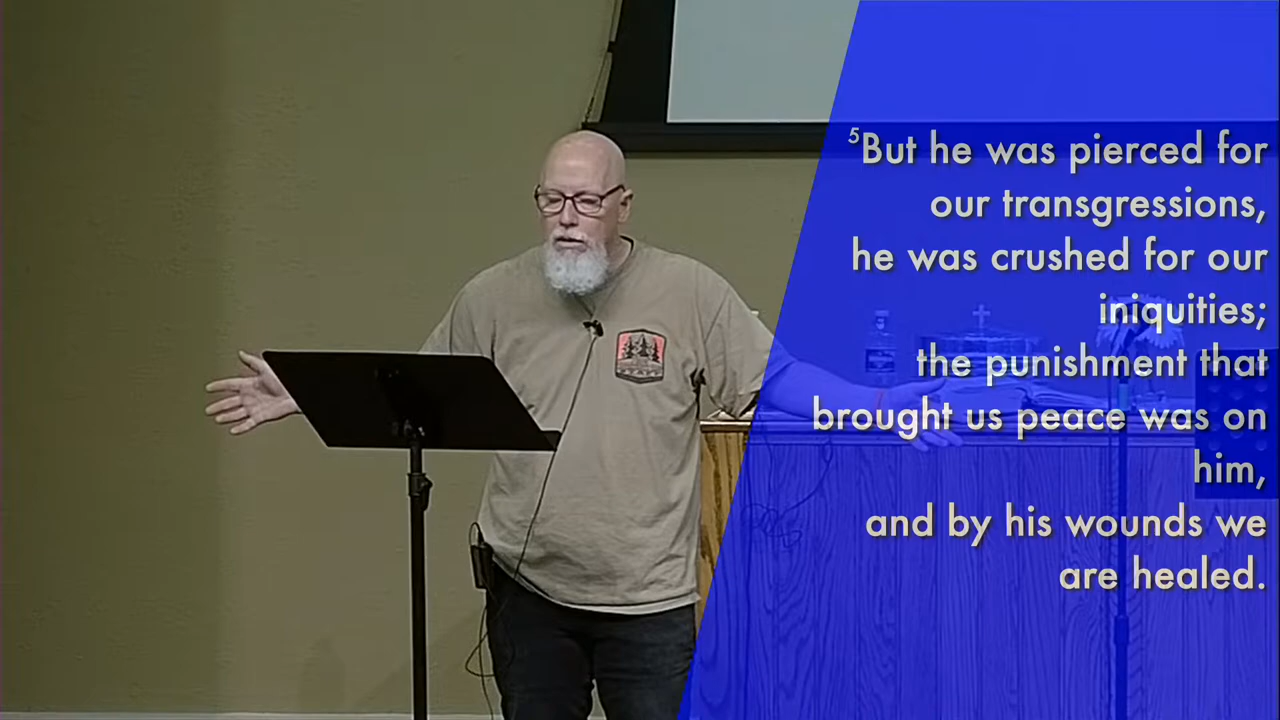 ⁵But he was pierced for
our transgressions,
he was crushed for our
iniquities;
the punishment that
brought us peace was on
him,
and by his wounds we
are healed.